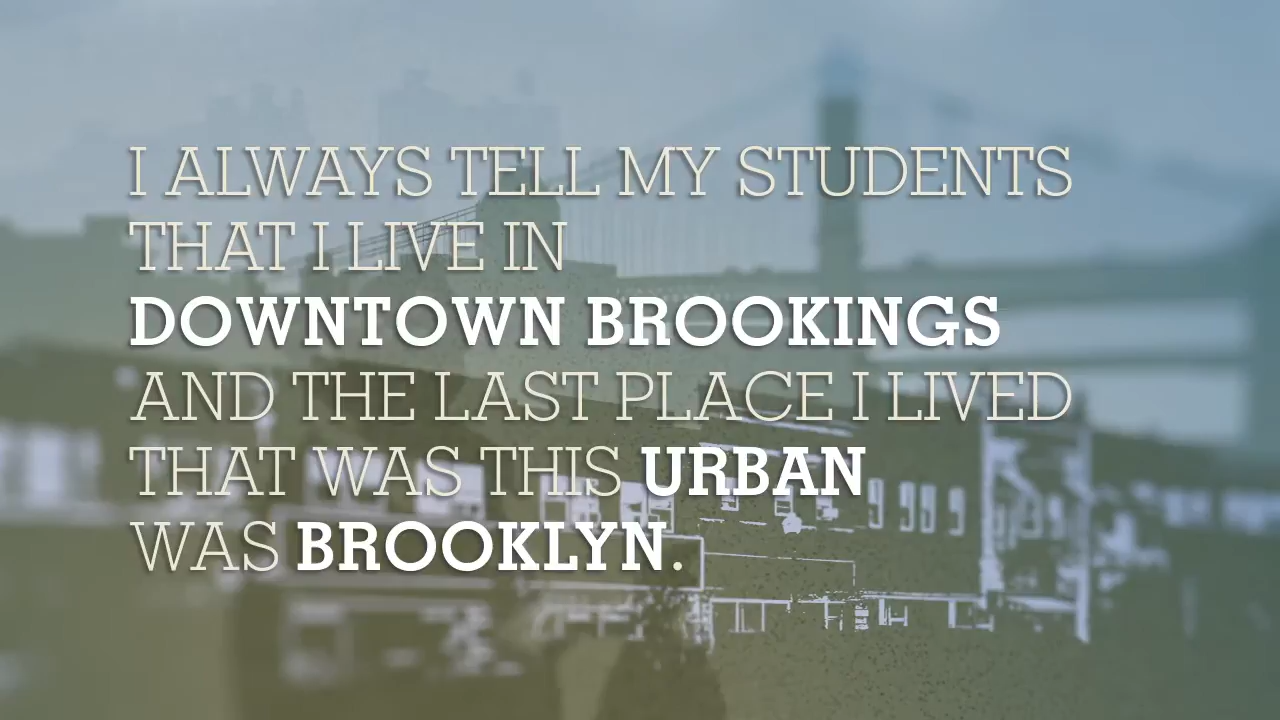 I ALWAYS TELL MY STUDENTS
THAT I LIVE IN
DOWNTOWN BROOKINGS
AND THE LAST PLACE I LIVED
THAT WAS THIS URBAN
WAS BROOKLYN.